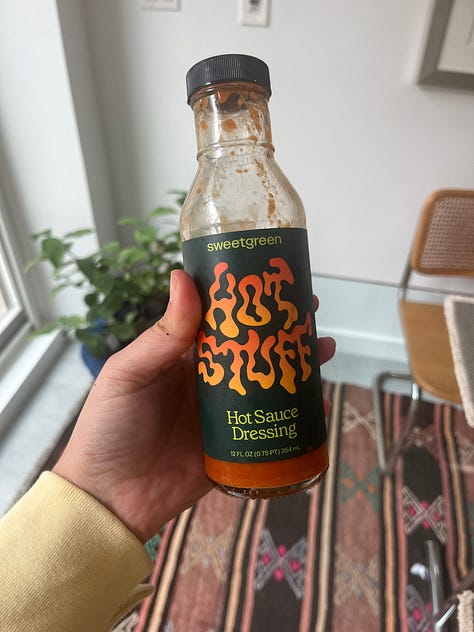 sweetgreen
HOT
STUFF
Hot Sauce
Dressing
12 FL OZ (0.75 PT) 354 mL